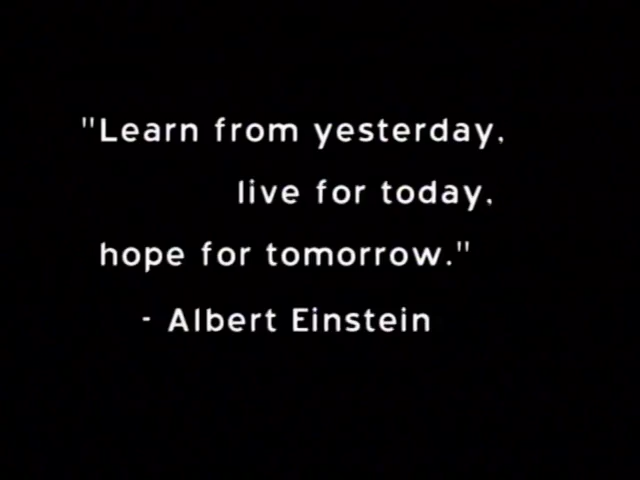 "Learn from yesterday,
live for today,
hope for tomorrow."
- Albert Einstein